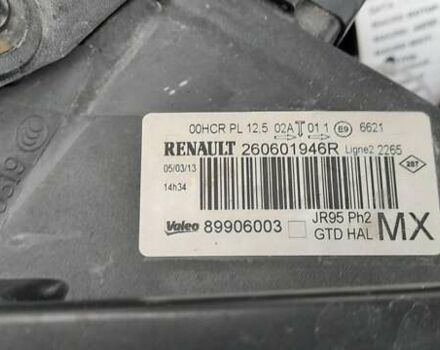 00HCR PL 12.5 02A 01 1 E9 6621
RENAULT 260601946R Ligne2 2265
05/03/13
14h34
Valeo 89906003 JR95 Ph2
GTD HAL MX